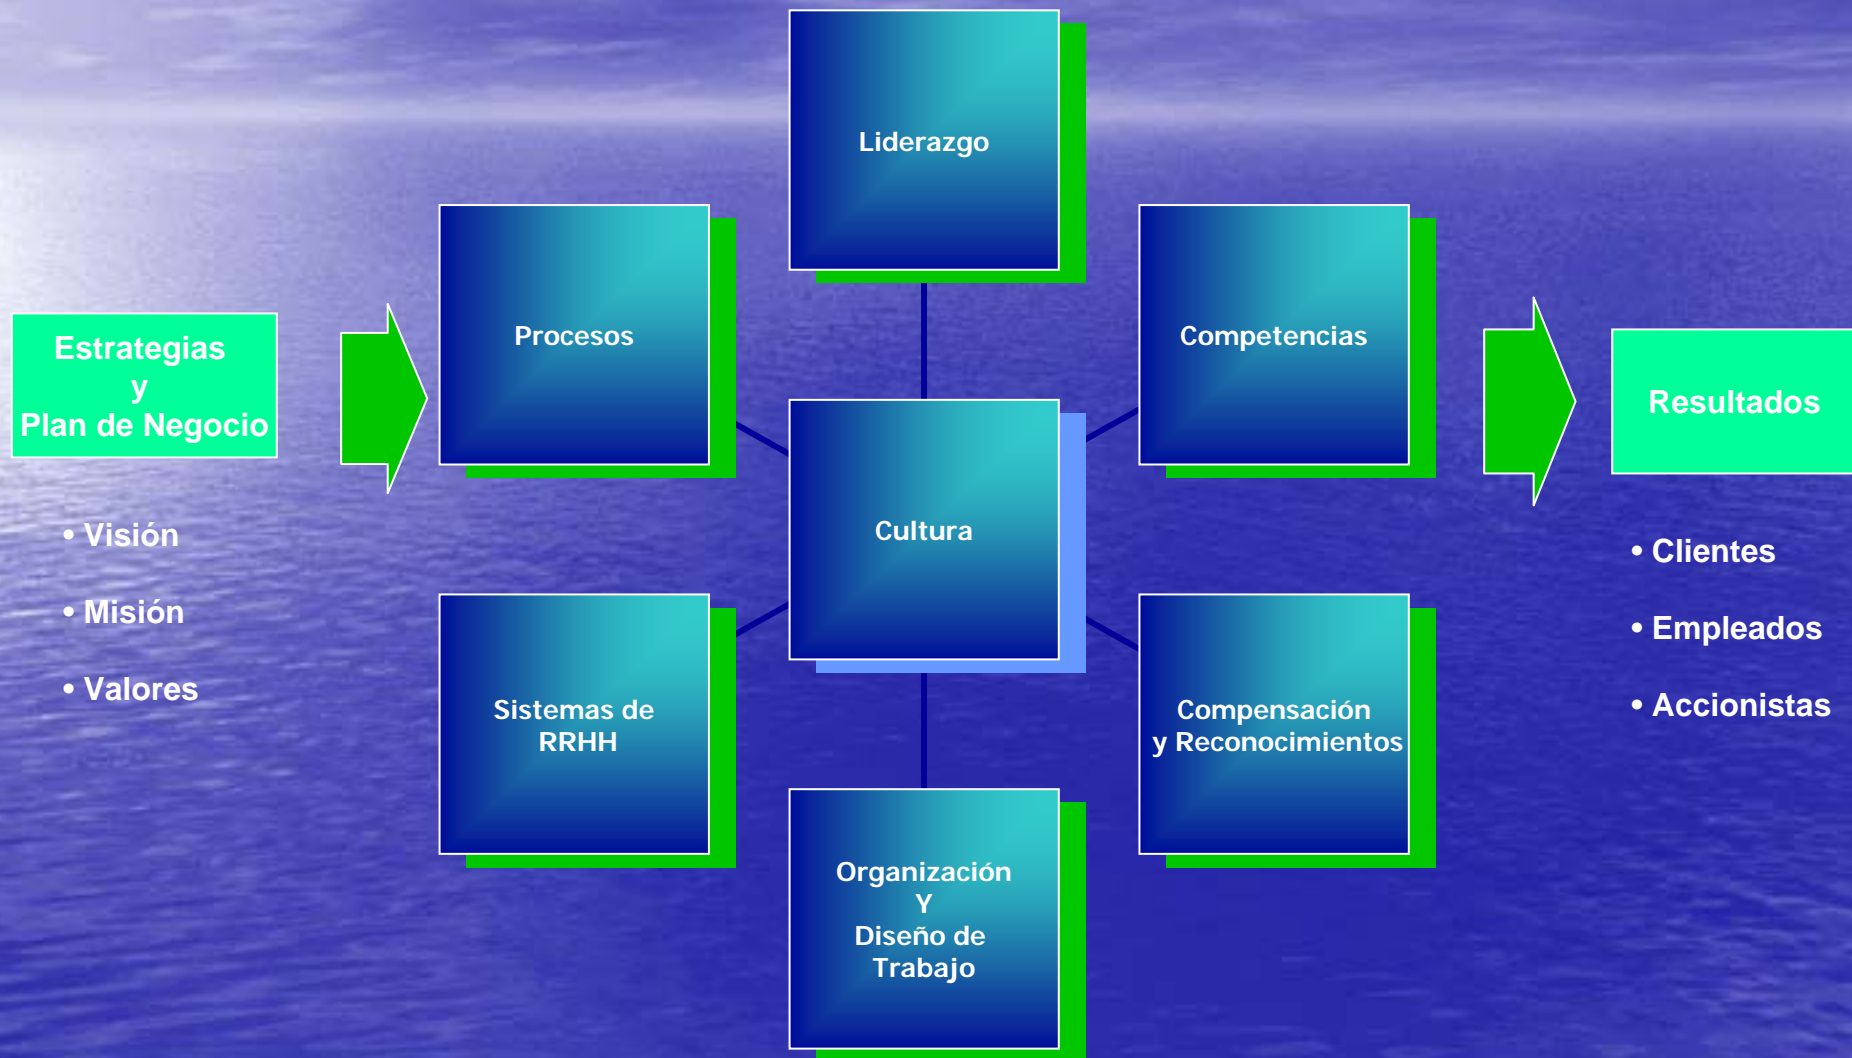 Liderazgo
Procesos
Competencias
Estrategias
y
Plan de Negocio
Resultados
Cultura
• Visión
• Misión
• Valores
• Clientes
• Empleados
• Accionistas
Sistemas de
RRHH
Compensación
y Reconocimientos
Organización
Y
Diseño de
Trabajo